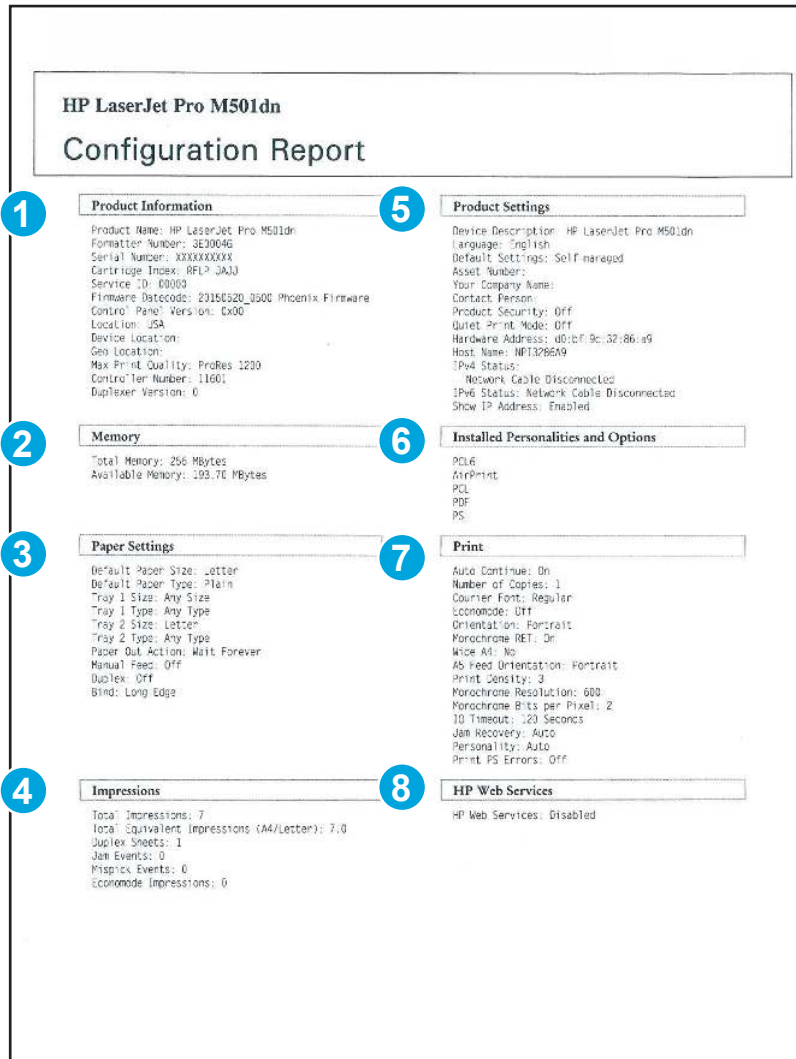 HP LaserJet Pro M501dn
Configuration Report
1
Product Information
Product Name: HP LaserJet Pro M501dn
Formatter Number: 3E0004G
Serial Number: XXXXXXXXXX
Cartridge Index: RFLP JAJJ
Service ID: 00000
Firmware Datecode: 20150520_0500 Phoenix Firmware
Control Panel Version: 0x00
Location: USA
Device Location:
Geo Location:
Max Print Quality: ProRes 1200
Controller Number: 11601
Duplexer Version: 0
2
Memory
Total Memory: 256 MBytes
Available Memory: 193.70 MBytes
3
Paper Settings
Default Paper Size: Letter
Default Paper Type: Plain
Tray 1 Size: Any Size
Tray 1 Type: Any Type
Tray 2 Size: Letter
Tray 2 Type: Any Type
Paper Out Action: Wait Forever
Manual Feed: Off
Duplex: Off
Bind: Long Edge
4
Impressions
Total Impressions: 7
Total Equivalent Impressions (A4/Letter): 7.0
Duplex Sheets: 1
Jam Events: 0
Mispick Events: 0
Economode Impressions: 0
5
Product Settings
Device Description: HP LaserJet Pro M501dn
Language: English
Default Settings: Self-managed
Asset Number:
Your Company Name:
Contact Person:
Product Security: Off
Quiet Print Mode: Off
Hardware Address: d0:bf:9c:32:86:a9
Host Name: NPI3286A9
IPv4 Status:
Network Cable Disconnected
IPv6 Status: Network Cable Disconnected
Show IP Address: Enabled
6
Installed Personalities and Options
PCL6
AirPrint
PCL
PDF
PS
7
Print
Auto Continue: On
Number of Copies: 1
Courier Font: Regular
Economode: Off
Orientation: Portrait
Monochrome RET: On
Wide A4: No
A5 Feed Orientation: Portrait
Print Density: 3
Monochrome Resolution: 600
Monochrome Bits per Pixel: 2
IO Timeout: 120 Seconds
Jam Recovery: Auto
Personality: Auto
Print PS Errors: Off
8
HP Web Services
HP Web Services: Disabled